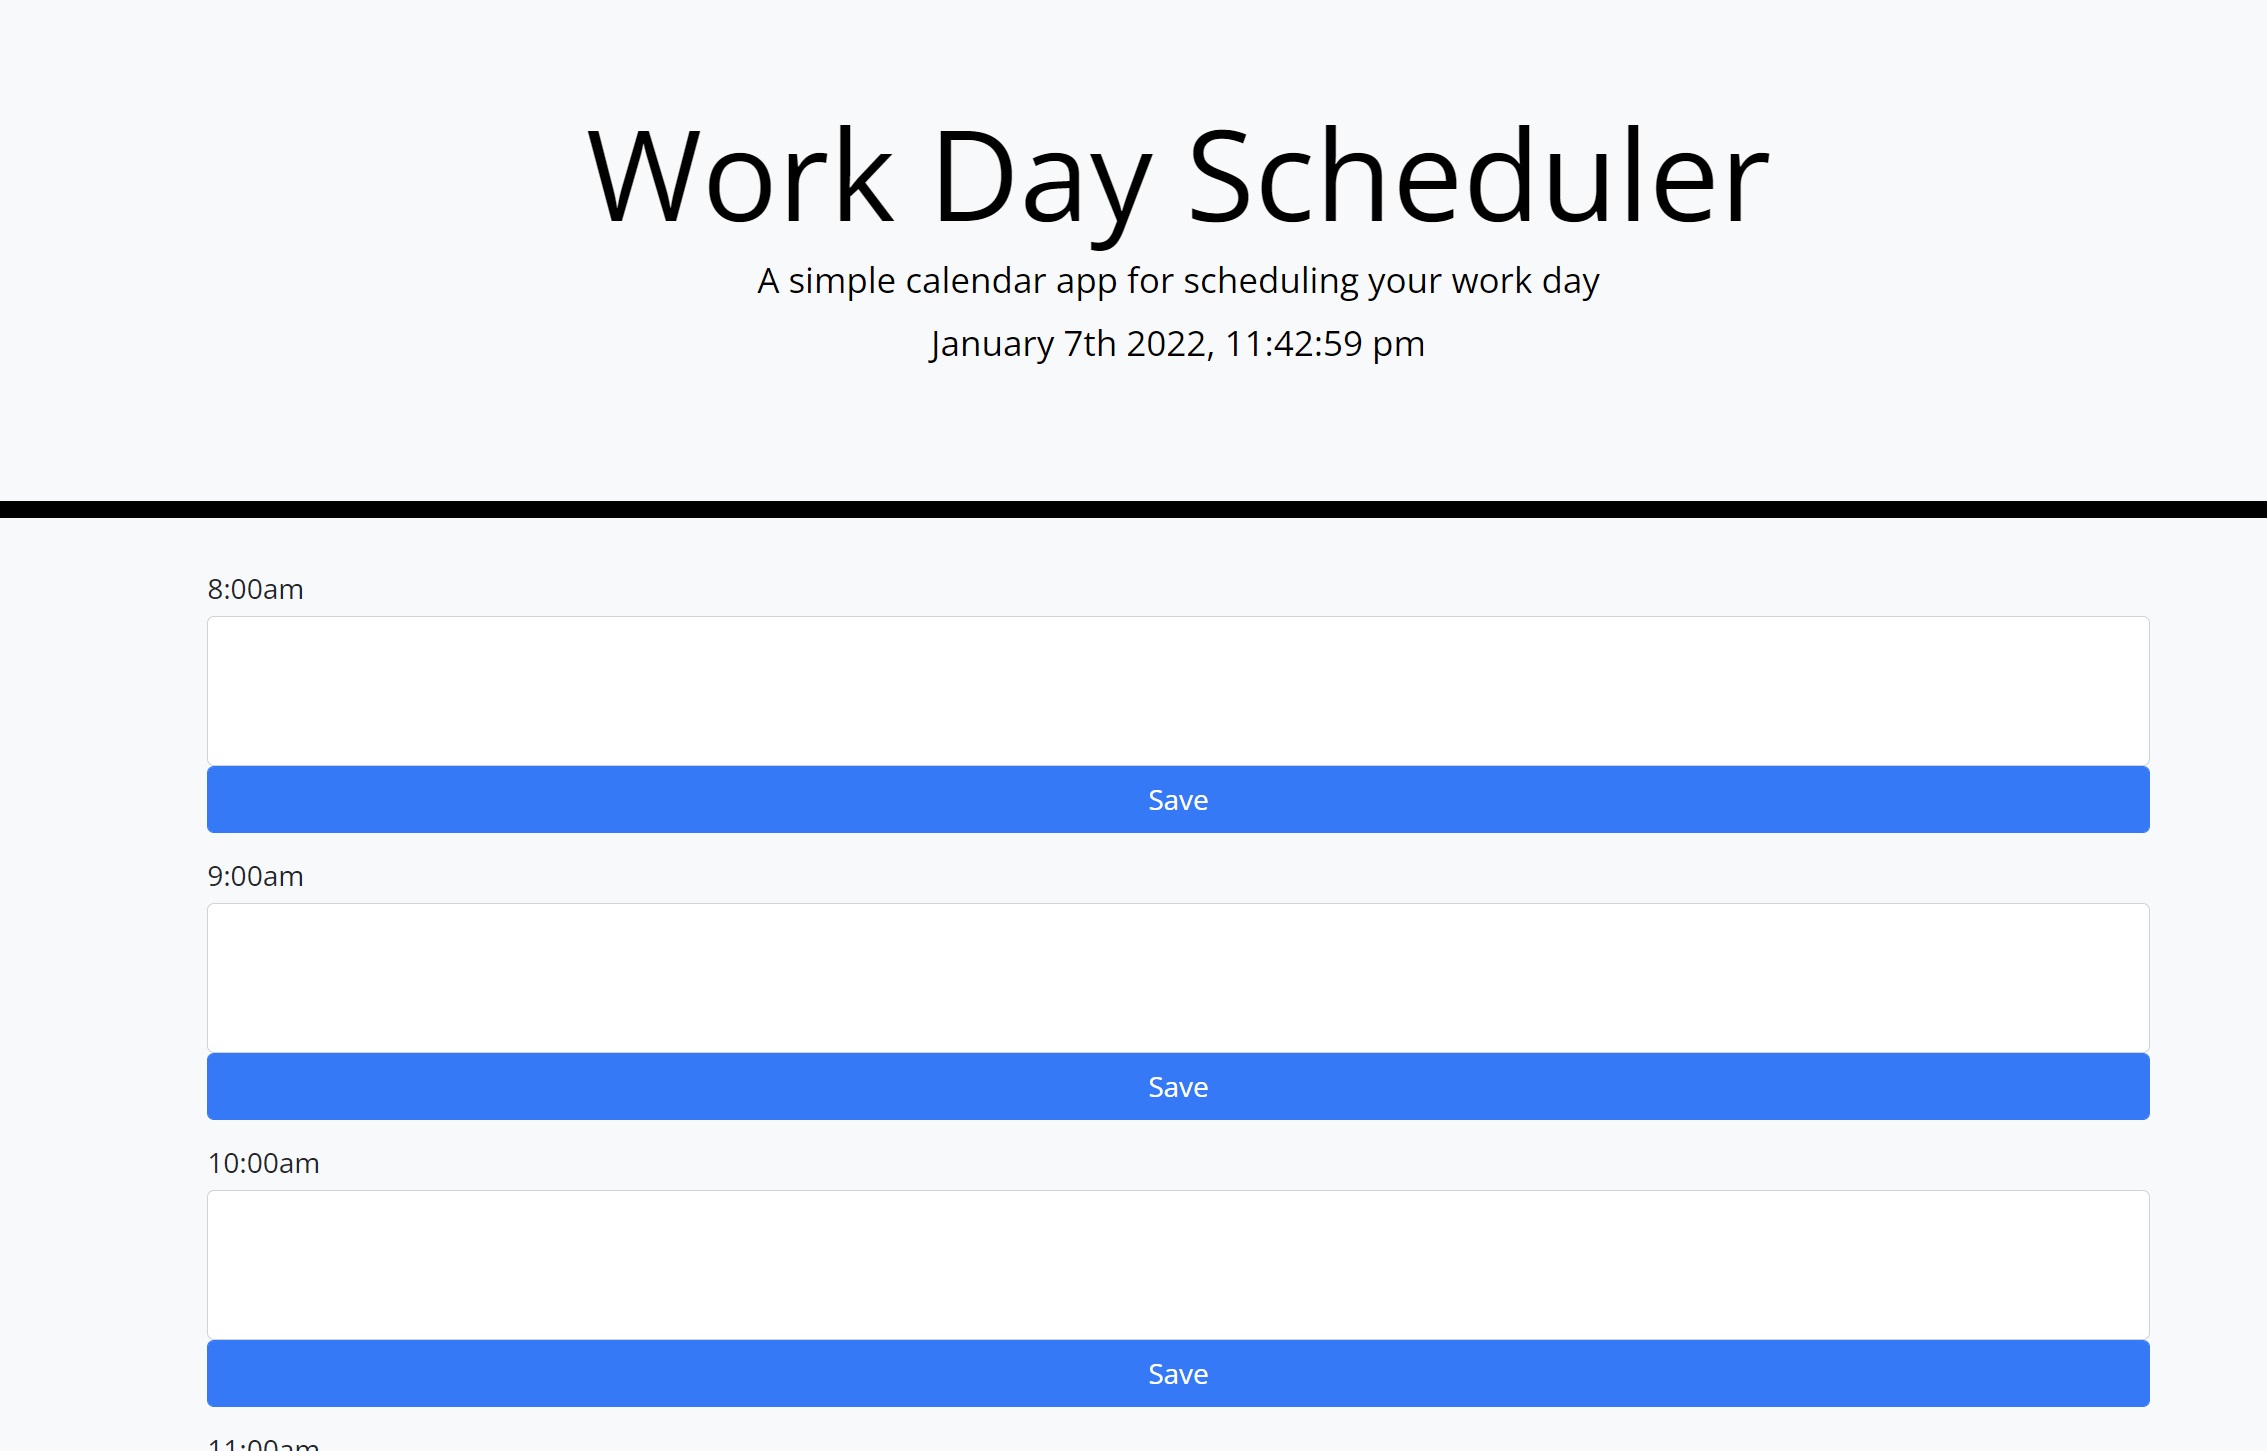 Work Day Scheduler
A simple calendar app for scheduling your work day
January 7th 2022, 11:42:59 pm
8:00am
Save
9:00am
Save
10:00am
Save
11:00am